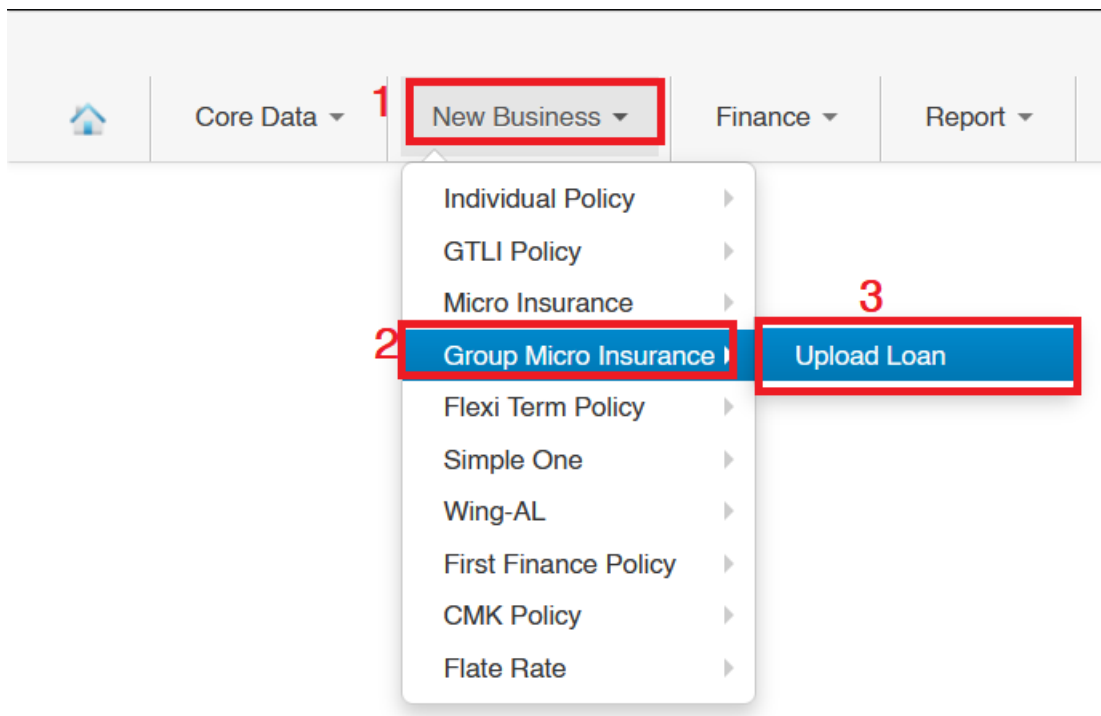 Core Data
1
New Business
Finance
Report
Individual Policy
GTLI Policy
Micro Insurance
3
2
Group Micro Insurance
Upload Loan
Flexi Term Policy
Simple One
Wing-AL
First Finance Policy
CMK Policy
Flate Rate